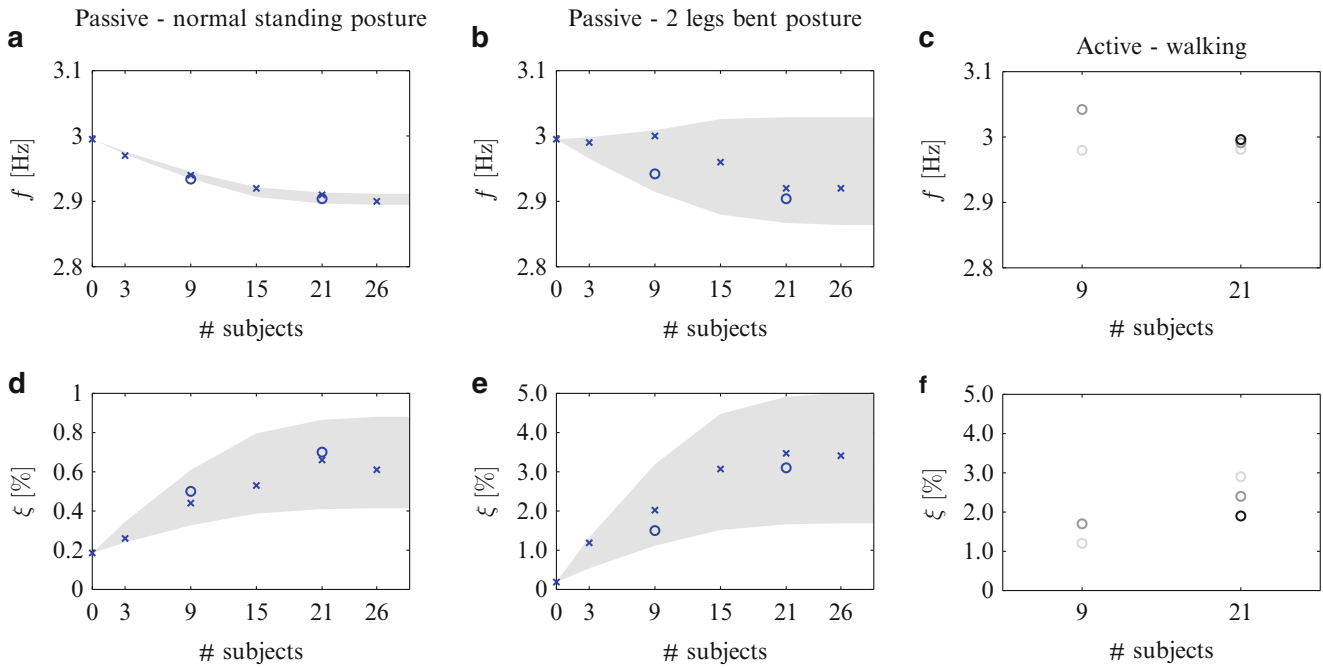 Passive - normal standing posture
Passive - 2 legs bent posture
Active - walking
a
3.1
3
2.9
2.8
f [Hz]
0 3 9 15 21 26
# subjects
b
3.1
3
2.9
2.8
f [Hz]
0 3 9 15 21 26
# subjects
c
3.1
3
2.9
2.8
f [Hz]
9 21
# subjects
d
1
0.8
0.6
0.4
0.2
0
ξ [%]
0 3 9 15 21 26
# subjects
e
5.0
4.0
3.0
2.0
1.0
0
ξ [%]
0 3 9 15 21 26
# subjects
f
5.0
4.0
3.0
2.0
1.0
0
ξ [%]
9 21
# subjects